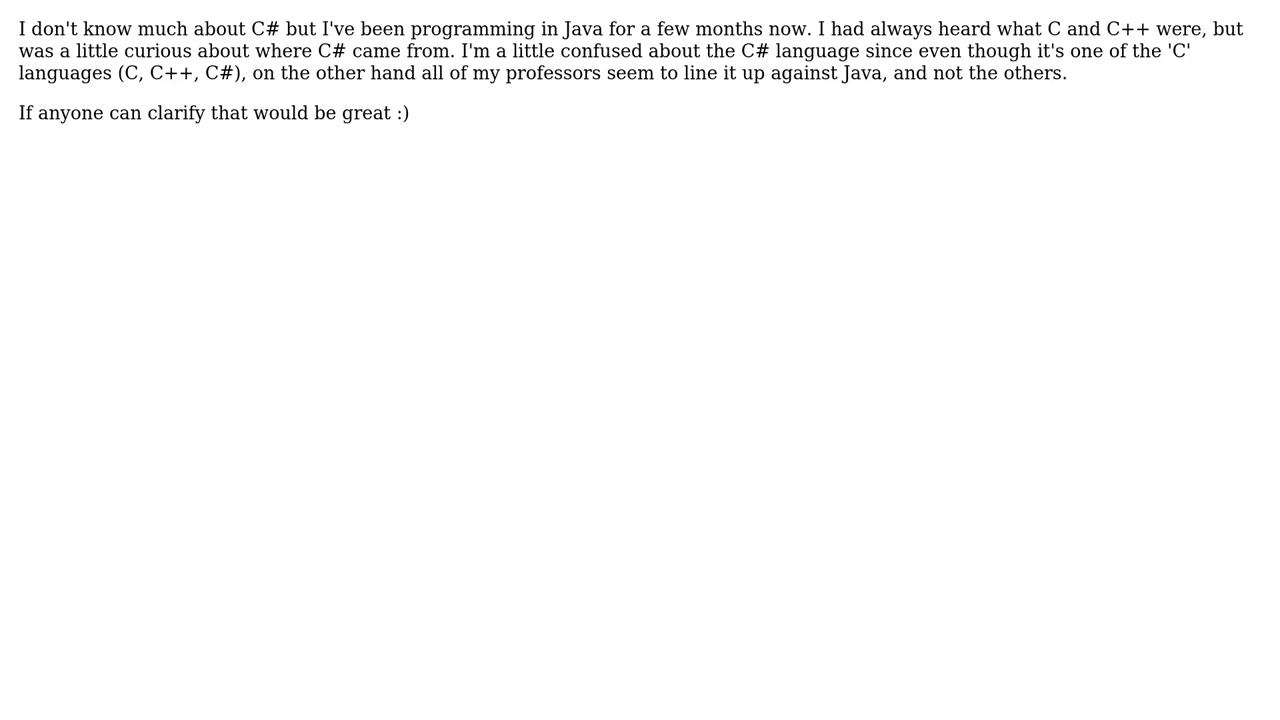 I don't know much about C# but I've been programming in Java for a few months now. I had always heard what C and C++ were, but
was a little curious about where C# came from. I'm a little confused about the C# language since even though it's one of the 'C'
languages (C, C++, C#), on the other hand all of my professors seem to line it up against Java, and not the others.
If anyone can clarify that would be great :)